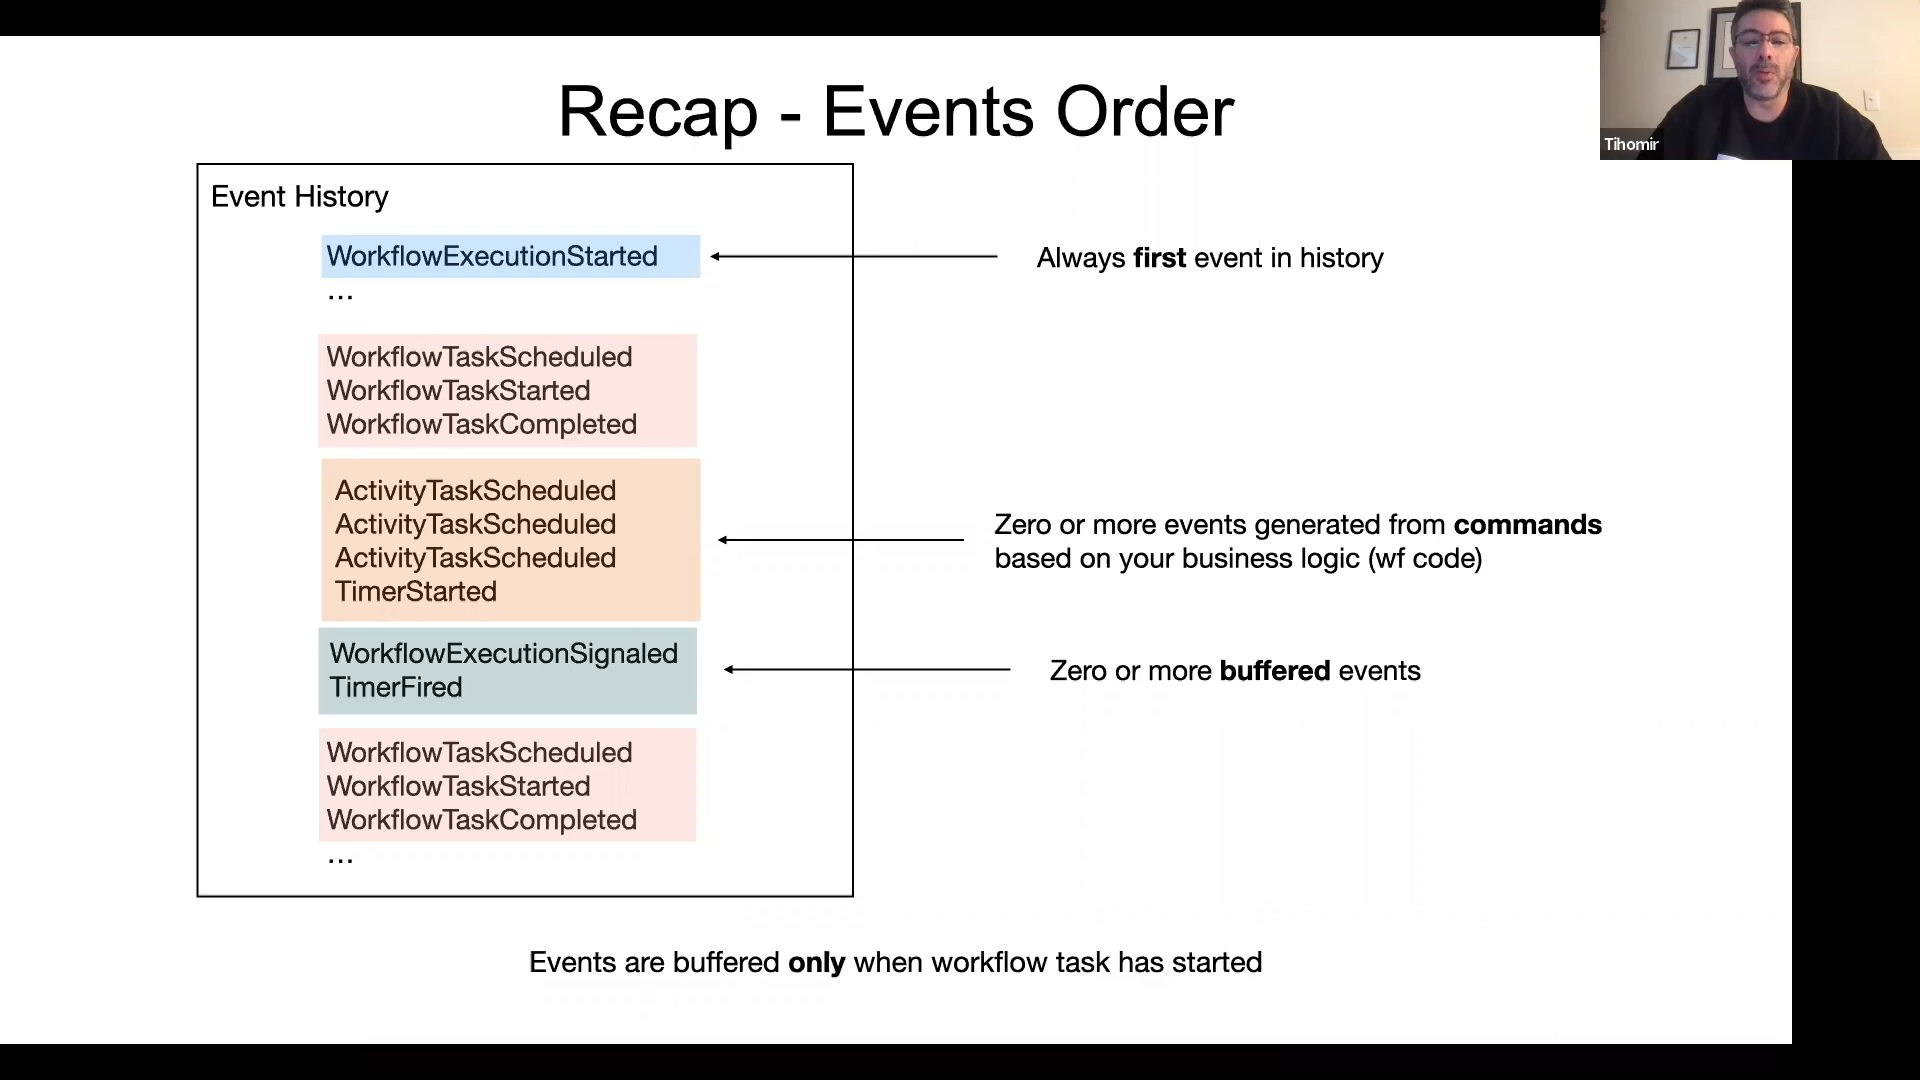 Recap - Events Order
Tihomir
Event History
WorkflowExecutionStarted
...
Always first event in history
WorkflowTaskScheduled
WorkflowTaskStarted
WorkflowTaskCompleted
ActivityTaskScheduled
ActivityTaskScheduled
ActivityTaskScheduled
TimerStarted
Zero or more events generated from commands
based on your business logic (wf code)
WorkflowExecutionSignaled
TimerFired
Zero or more buffered events
WorkflowTaskScheduled
WorkflowTaskStarted
WorkflowTaskCompleted
...
Events are buffered only when workflow task has started